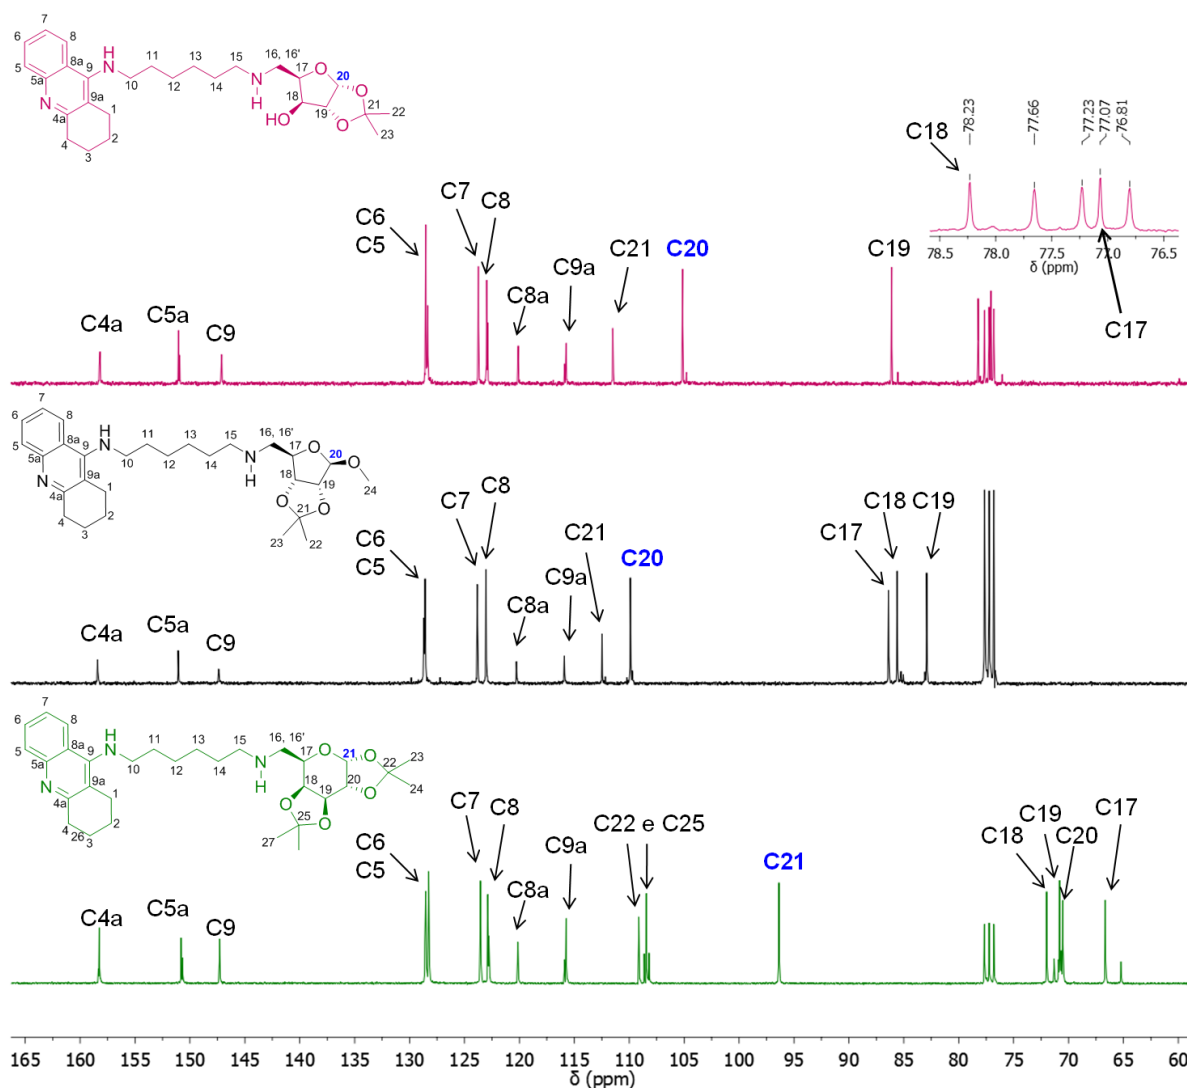 7
6
8
H
N
11
13
15
16, 16'
O
20
O
8a
9
17
5
10
12
14
N
H
18
19
O
21
22
23
5a
9a
1
HO
N
4a
4
2
3
C18
78.23
77.66
77.23
77.07
76.81
78.5 78.0 77.5 77.0 76.5
δ (ppm)
C17
C6
C5
C7
C8
C8a
C9a
C21
C20
C19
C4a
C5a
C9
7
6
8
H
N
11
13
15
16, 16'
O
20
O
24
8a
9
17
5
10
12
14
N
H
18
19
5a
9a
1
O
O
21
23
22
N
4a
4
2
3
C6
C5
C7
C8
C8a
C9a
C21
C20
C17
C18
C19
C4a
C5a
C9
7
6
8
H
N
11
13
15
16, 16'
O
21
O
23
8a
9
17
22
24
5
10
12
14
N
H
18
19
20
O
5a
9a
1
O
O
25
27
N
4a
4
2
26
3
C6
C5
C7
C8
C8a
C9a
C22 e C25
C21
C18
C19
C20
C17
C4a
C5a
C9
165 160 155 150 145 140 135 130 125 120 115 110 105 100 95 90 85 80 75 70 65 60
δ (ppm)